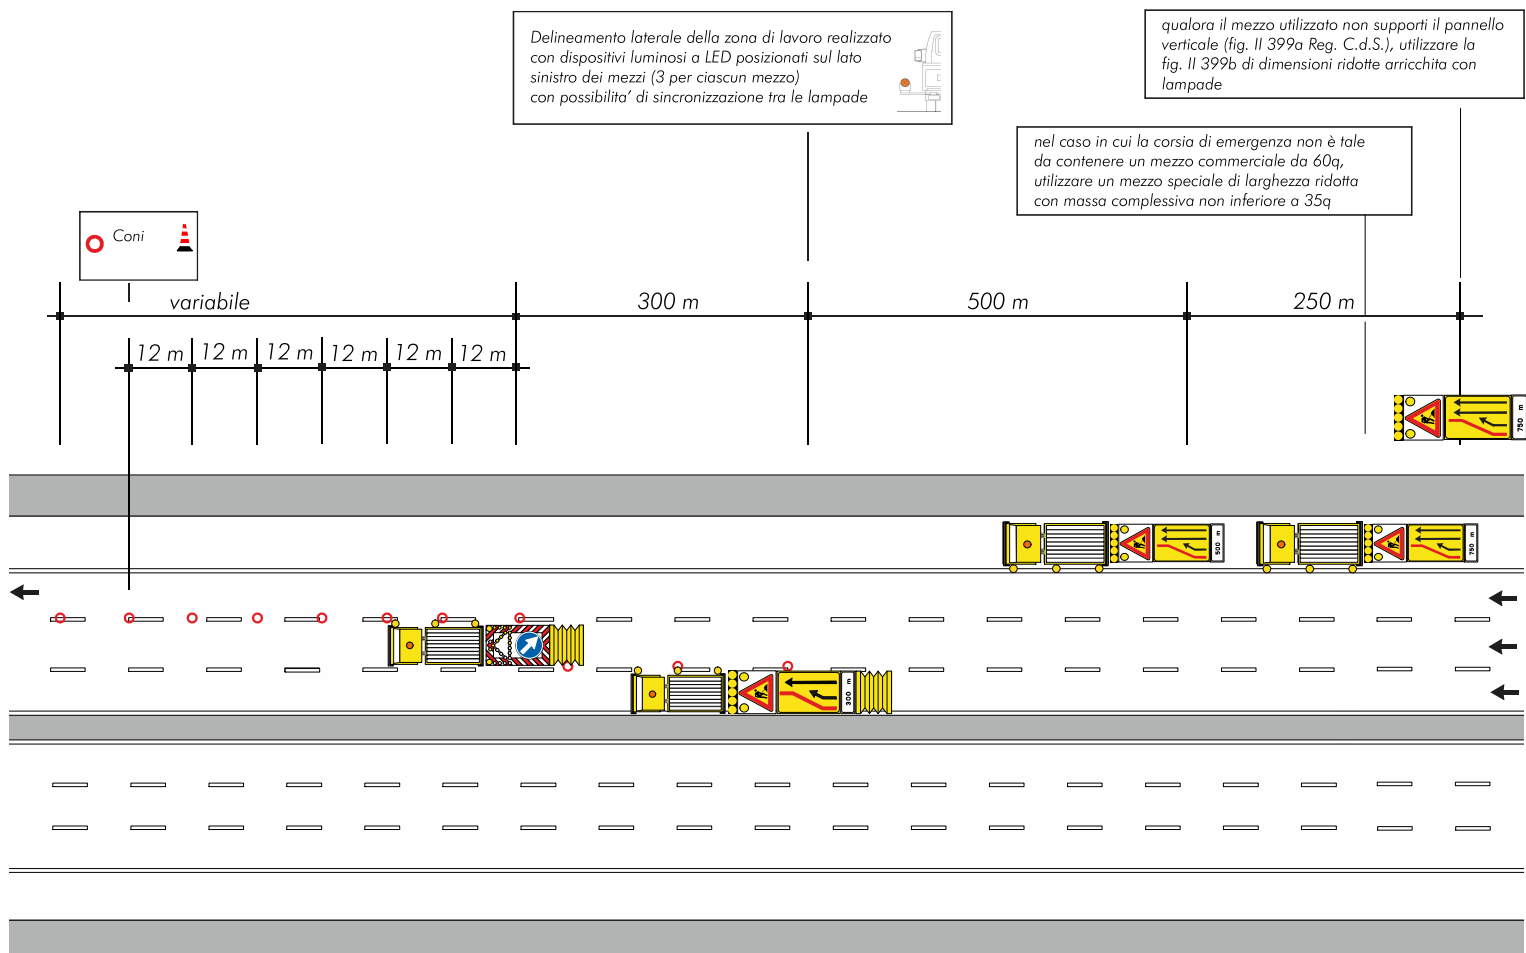 Delineamento laterale della zona di lavoro realizzato
con dispositivi luminosi a LED posizionati sul lato
sinistro dei mezzi (3 per ciascun mezzo)
con possibilita' di sincronizzazione tra le lampade
qualora il mezzo utilizzato non supporti il pannello
verticale (fig. II 399a Reg. C.d.S.), utilizzare la
fig. II 399b di dimensioni ridotte arricchita con
lampade
nel caso in cui la corsia di emergenza non è tale
da contenere un mezzo commerciale da 60q,
utilizzare un mezzo speciale di larghezza ridotta
con massa complessiva non inferiore a 35q
Coni
variabile
300 m
500 m
250 m
12 m
12 m
12 m
12 m
12 m
12 m
750 m
500 m
750 m
300 m